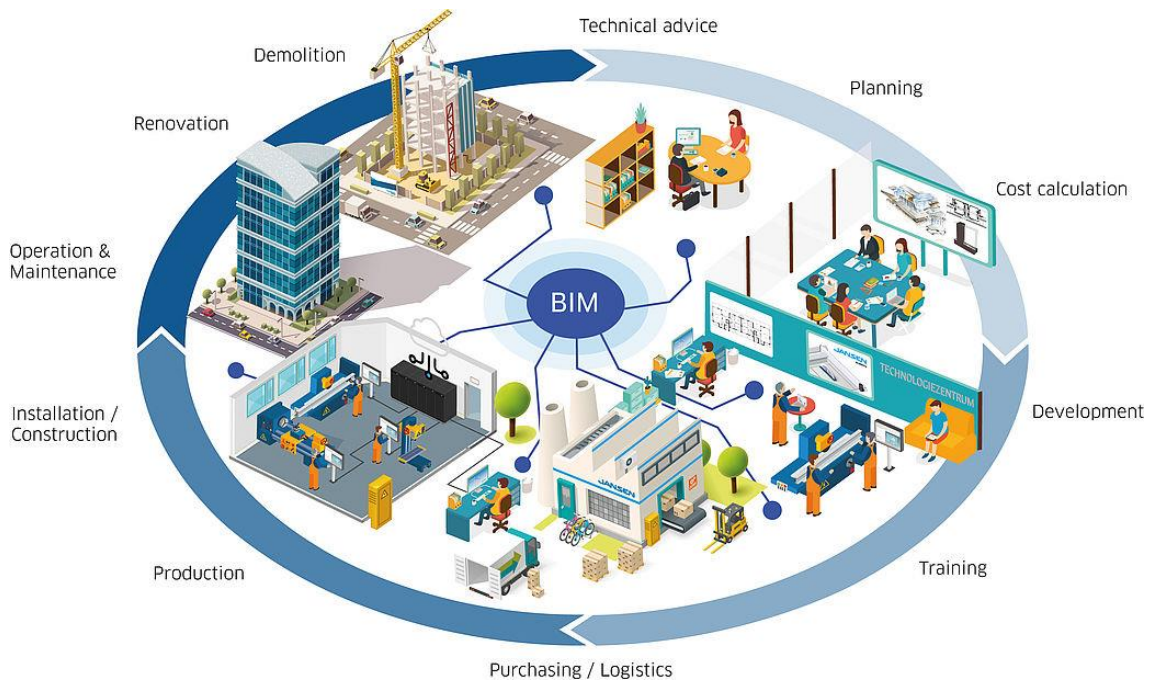 Technical advice
Demolition
Planning
Renovation
Cost calculation
Operation &
Maintenance
BIM
JANSEN
TECHNOLOGIEZENTRUM
Installation /
Construction
Development
JANSEN
Production
Training
Purchasing / Logistics